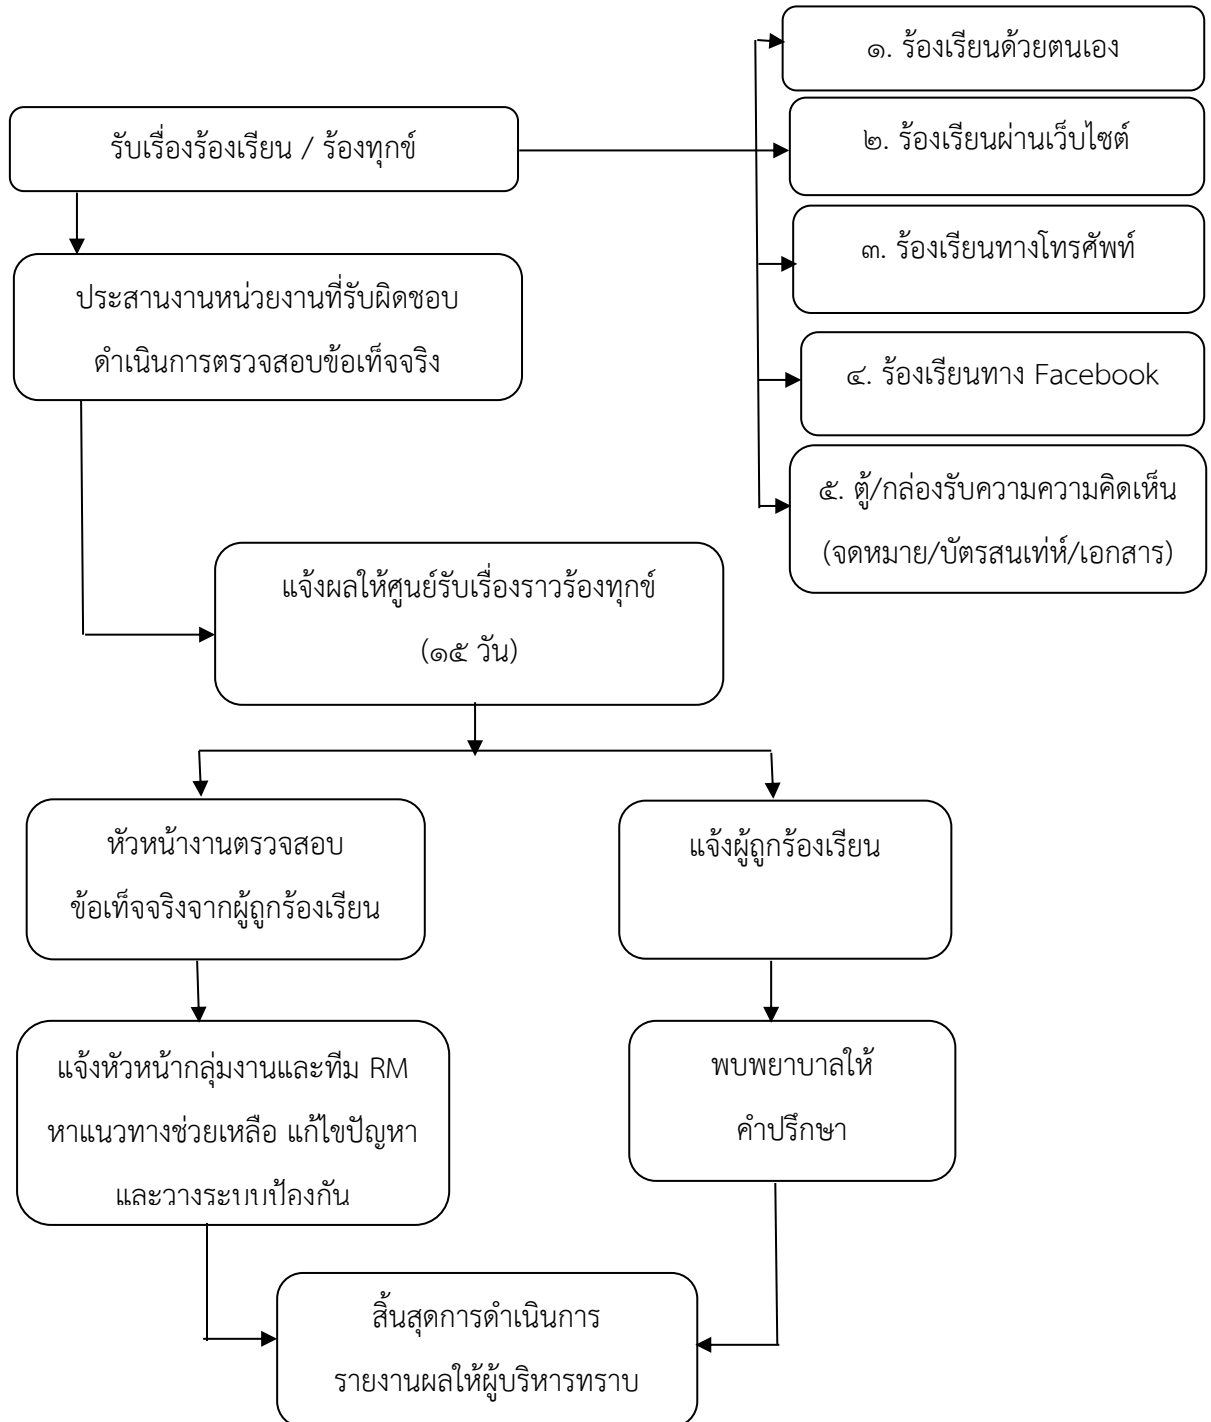 ๑. ร้องเรียนด้วยตนเอง
รับเรื่องร้องเรียน / ร้องทุกข์
๒. ร้องเรียนผ่านเว็บไซต์
๓. ร้องเรียนทางโทรศัพท์
ประสานงานหน่วยงานที่รับผิดชอบ
ดำเนินการตรวจสอบข้อเท็จจริง
๔. ร้องเรียนทาง Facebook
๕. ตู้/กล่องรับความความคิดเห็น
(จดหมาย/บัตรสนเท่ห์/เอกสาร)
แจ้งผลให้ศูนย์รับเรื่องราวร้องทุกข์
(๑๕ วัน)
หัวหน้างานตรวจสอบ
ข้อเท็จจริงจากผู้ถูกร้องเรียน
แจ้งผู้ถูกร้องเรียน
แจ้งหัวหน้ากลุ่มงานและทีม RM
หาแนวทางช่วยเหลือ แก้ไขปัญหา
และวางระบบป้องกัน
พบพยาบาลให้
คำปรึกษา
สิ้นสุดการดำเนินการ
รายงานผลให้ผู้บริหารทราบ